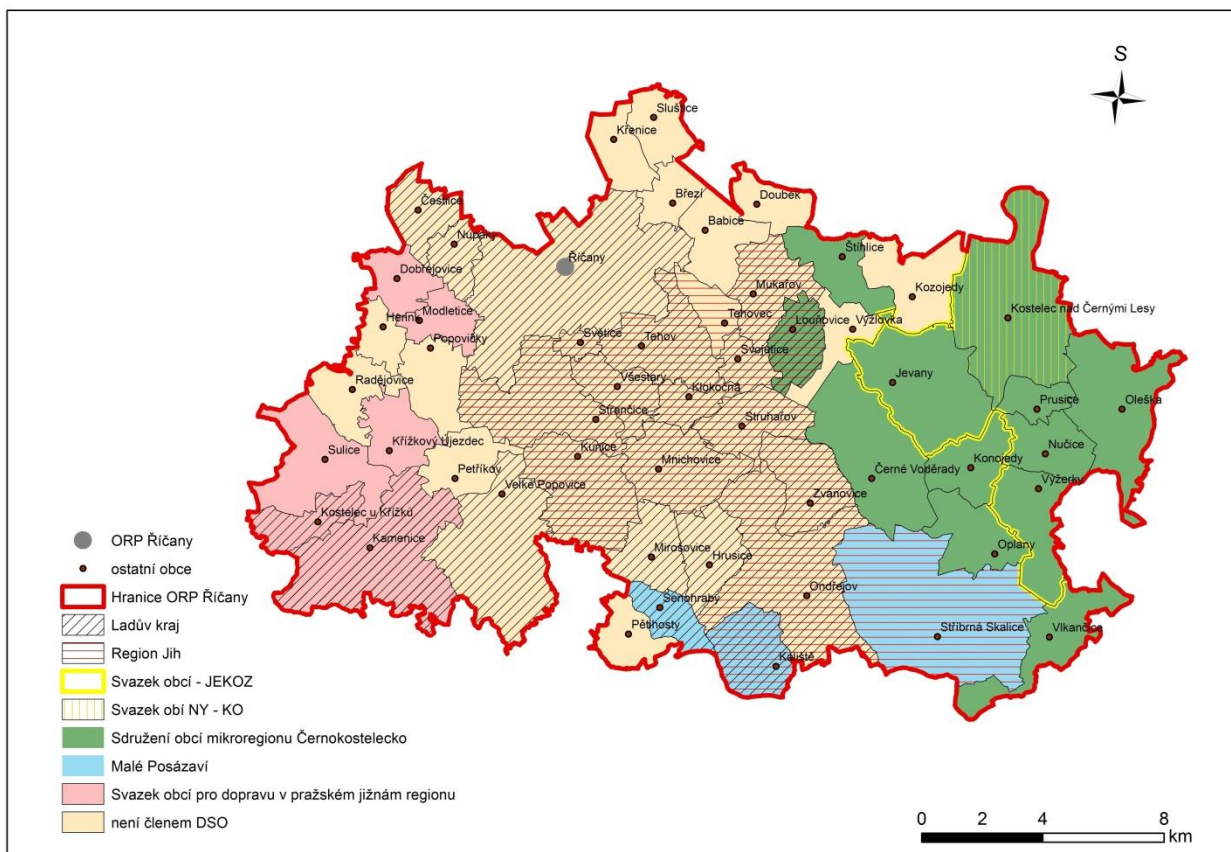 S
Sluštice
Křenice
Březí
Doubek
Babice
Čestlice
Nupaky
Říčany
Štíhlice
Dobřejovice
Mukařov
Kozojedy
Kostelec nad Černými Lesy
Modletice
Herink
Tehovec
Louňovice
Vyžlovka
Popovičky
Světice
Tehov
Svojetice
Radějovice
Všestary
Klokočná
Jevany
Prusice
Oleška
Strančice
Struhařov
Křížkový Újezdec
Sulice
Kunice
Mnichovice
Nučice
Konojedy
Petříkov
Černé Voděrady
Výžerky
Velké Popovice
Zvánovice
Kostelec u Křížků
Kamenice
Mirošovice
Hrusice
Oplany
Ondřejov
Senohraby
Pětihosty
Stříbrná Skalice
Vlkančice
Kaliště
ORP Říčany
ostatní obce
Hranice ORP Říčany
Ladův kraj
Region Jih
Svazek obcí - JEKOZ
Svazek obí NY - KO
Sdružení obcí mikroregionu Černokostelecko
Malé Posázaví
Svazek obcí pro dopravu v pražském jižnám regionu
není členem DSO
0 2 4 8
km